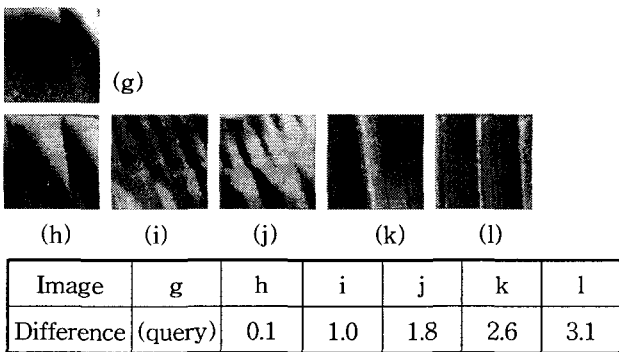 (g)
(h) (i) (j) (k) (l)
Image g h i j k l
Difference (query) 0.1 1.0 1.8 2.6 3.1